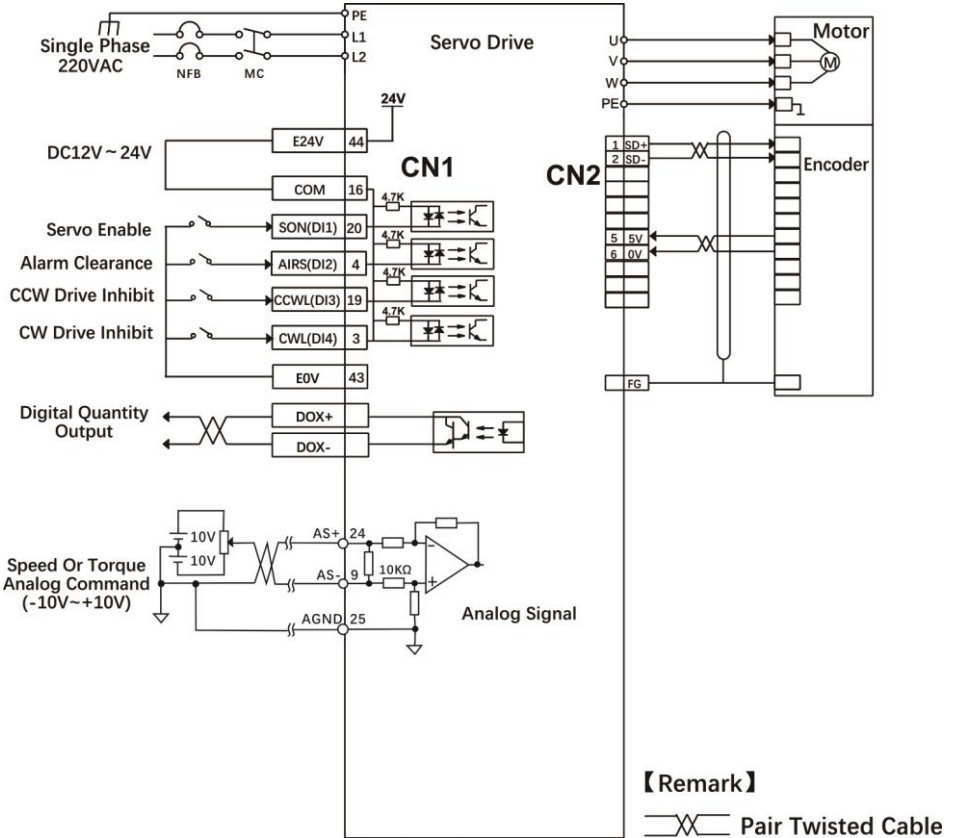 PE
L1
L2
Single Phase
220VAC
NFB
MC
Servo Drive
U
V
W
PE
Motor
M
24V
DC12V ~ 24V
E24V 44
CN1
COM 16
4.7K
Servo Enable
SON(DI1) 20
4.7K
Alarm Clearance
AIRS(DI2) 4
4.7K
CCW Drive Inhibit
CCWL(DI3) 19
4.7K
CW Drive Inhibit
CWL(DI4) 3
E0V 43
CN2
1 SD+
2 SD-
5 5V
6 0V
FG
Encoder
Digital Quantity
Output
DOX+
DOX-
Speed Or Torque
Analog Command
(-10V~+10V)
10V
10V
AS+ 24
AS- 9
10KΩ
AGND 25
−
+
Analog Signal
【Remark】
Pair Twisted Cable